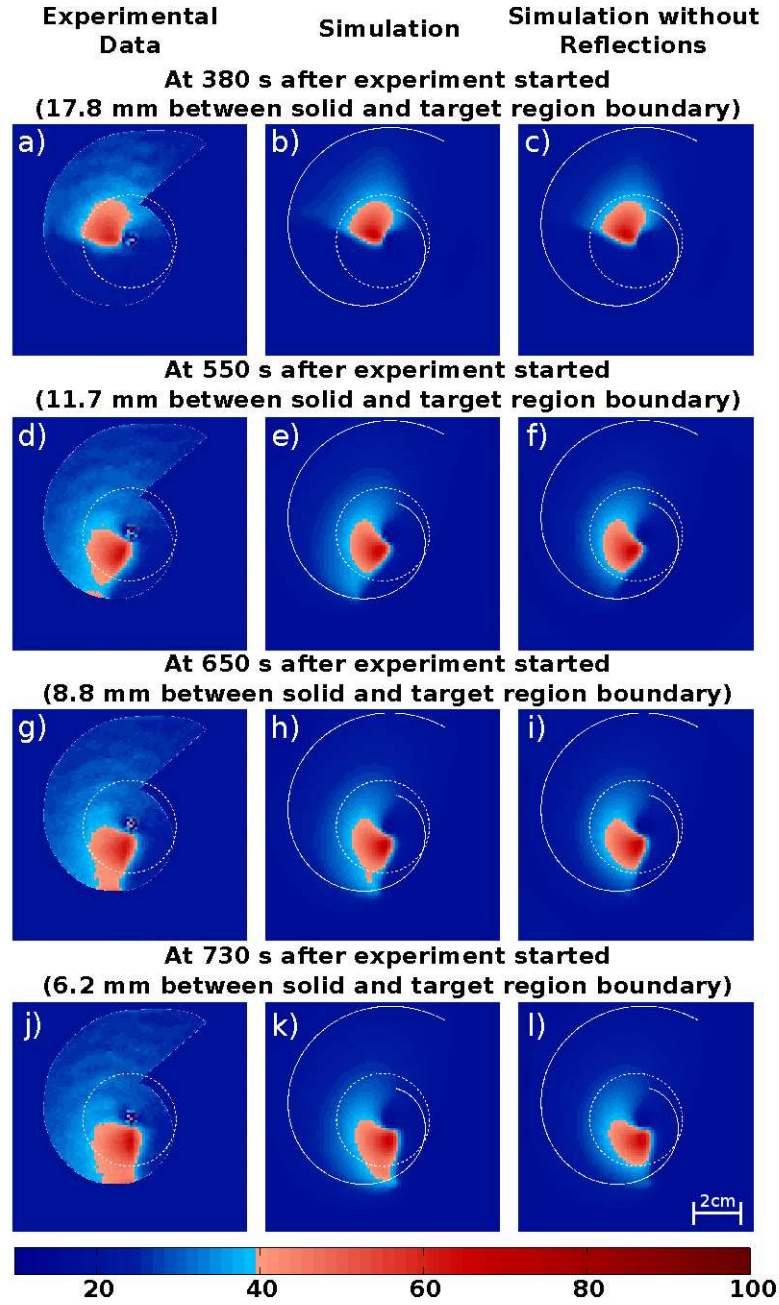 Experimental Data
Simulation
Simulation without Reflections
At 380 s after experiment started
(17.8 mm between solid and target region boundary)
a)
b)
c)
At 550 s after experiment started
(11.7 mm between solid and target region boundary)
d)
e)
f)
At 650 s after experiment started
(8.8 mm between solid and target region boundary)
g)
h)
i)
At 730 s after experiment started
(6.2 mm between solid and target region boundary)
j)
k)
l)
2cm
20 40 60 80 100